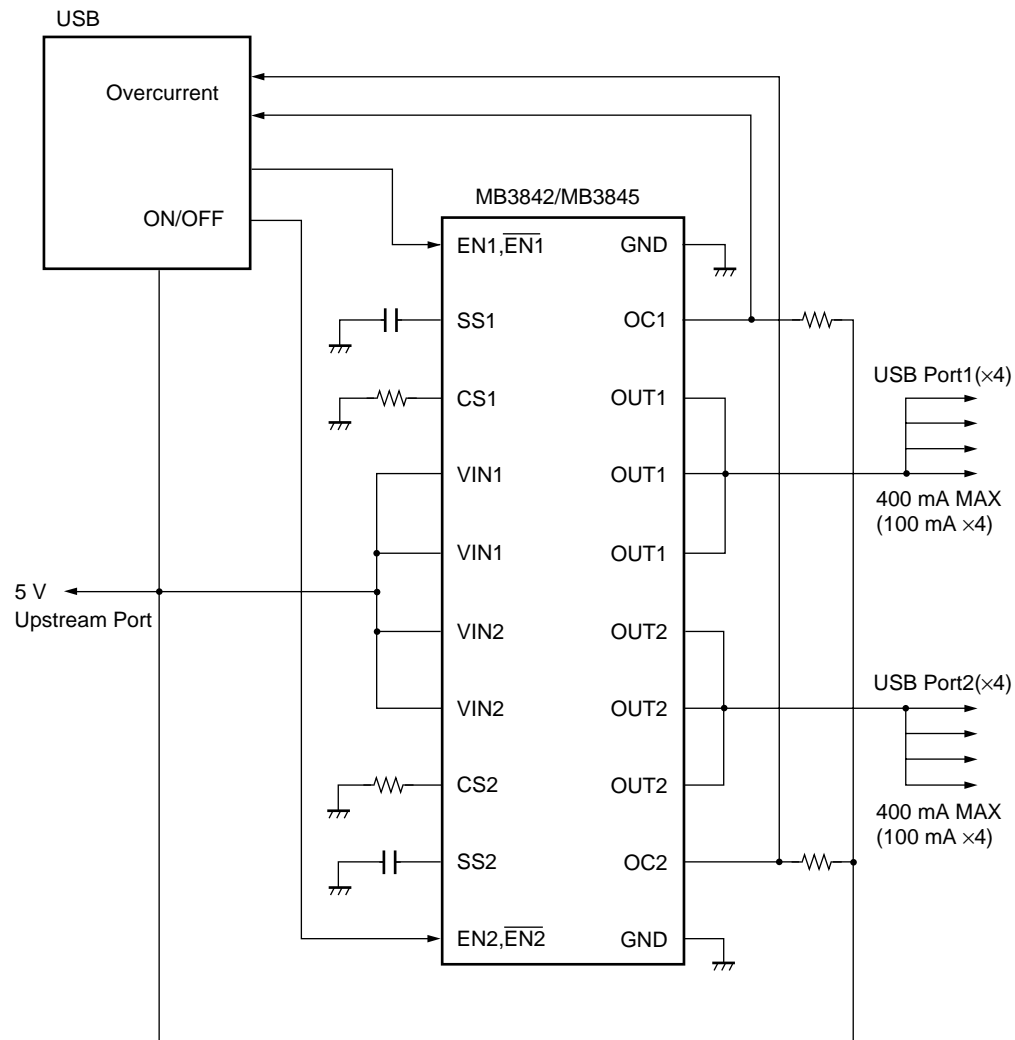 USB
Overcurrent
ON/OFF
MB3842/MB3845
EN1,EN1
GND
SS1
OC1
CS1
OUT1
VIN1
OUT1
VIN1
OUT1
VIN2
OUT2
VIN2
OUT2
CS2
OUT2
SS2
OC2
EN2,EN2
GND
5 V
Upstream Port
USB Port1(×4)
400 mA MAX
(100 mA ×4)
USB Port2(×4)
400 mA MAX
(100 mA ×4)